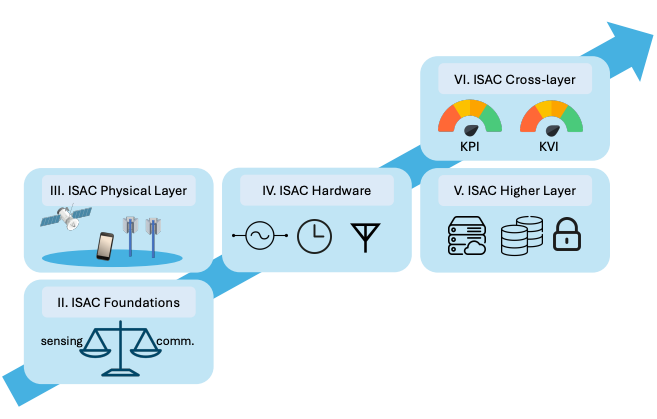 VI. ISAC Cross-layer
KPI
KVI
III. ISAC Physical Layer
IV. ISAC Hardware
V. ISAC Higher Layer
II. ISAC Foundations
sensing
comm.